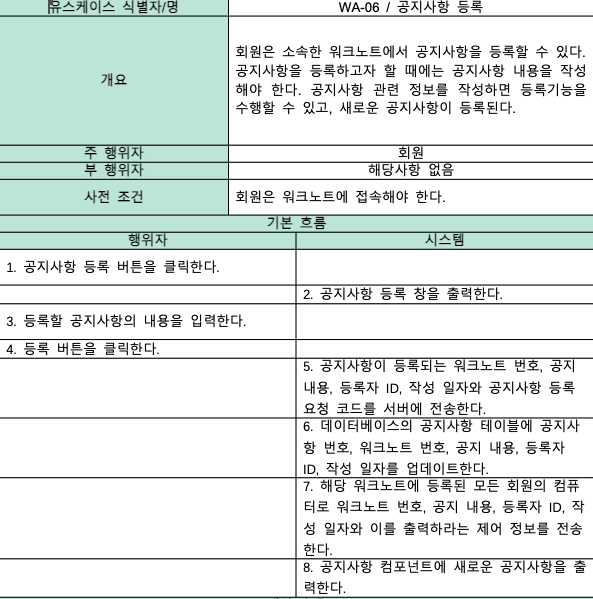 유스케이스 식별자/명
WA-06 / 공지사항 등록
개요
회원은 소속한 워크노트에서 공지사항을 등록할 수 있다.
공지사항을 등록하고자 할 때에는 공지사항 내용을 작성
해야 한다. 공지사항 관련 정보를 작성하면 등록기능을
수행할 수 있고, 새로운 공지사항이 등록된다.
주 행위자
회원
부 행위자
해당사항 없음
사전 조건
회원은 워크노트에 접속해야 한다.
기본 흐름
행위자
시스템
1. 공지사항 등록 버튼을 클릭한다.
2. 공지사항 등록 창을 출력한다.
3. 등록할 공지사항의 내용을 입력한다.
4. 등록 버튼을 클릭한다.
5. 공지사항이 등록되는 워크노트 번호, 공지
내용, 등록자 ID, 작성 일자와 공지사항 등록
요청 코드를 서버에 전송한다.
6. 데이터베이스의 공지사항 테이블에 공지사
항 번호, 워크노트 번호, 공지 내용, 등록자
ID, 작성 일자를 업데이트한다.
7. 해당 워크노트에 등록된 모든 회원의 컴퓨
터로 워크노트 번호, 공지 내용, 등록자 ID, 작
성 일자와 이를 출력하라는 제어 정보를 전송
한다.
8. 공지사항 컴포넌트에 새로운 공지사항을 출
력한다.